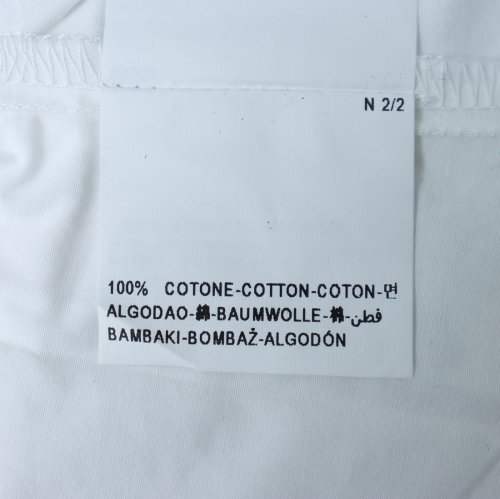 N 2/2
100% COTONE-COTTON-COTON-면
ALGODAO-綿-BAUMWOLLE-棉-قطن-
BAMBAKI-BOMBAŽ-ALGODÓN